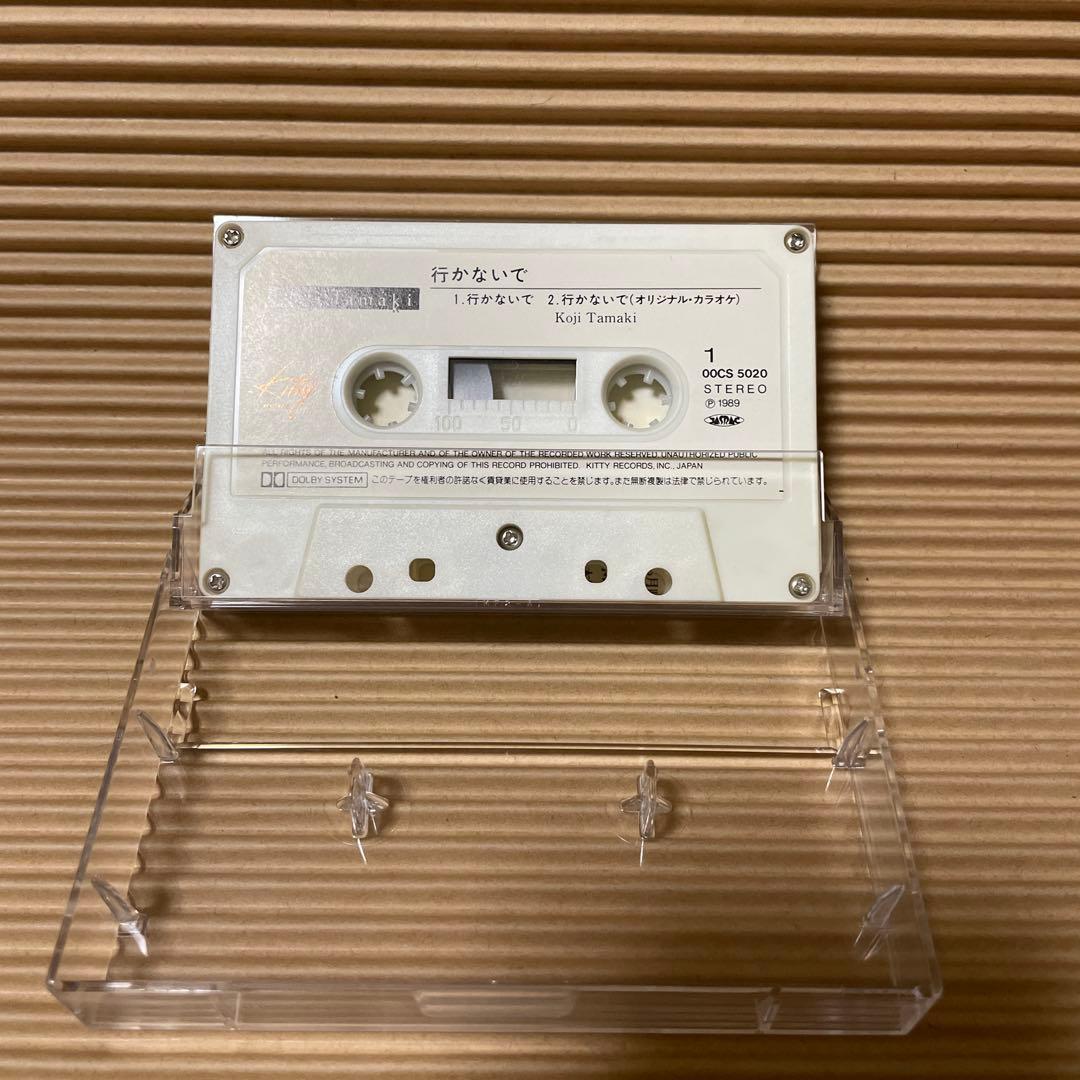 行かないで
1.行かないで 2.行かないで(オリジナル・カラオケ)
Koji Tamaki
Kitty
1
00CS 5020
STEREO
Ⓟ 1989
JASRAC
100 50 0
ALL RIGHTS OF THE MANUFACTURER AND OF THE OWNER OF THE RECORDED WORK RESERVED. UNAUTHORIZED PUBLIC
PERFORMANCE, BROADCASTING AND COPYING OF THIS RECORD PROHIBITED. KITTY RECORDS, INC., JAPAN
DOLBY SYSTEM このテープを権利者の許諾なく賃貸業に使用することを禁じます。また無断複製は法律で禁じられています。